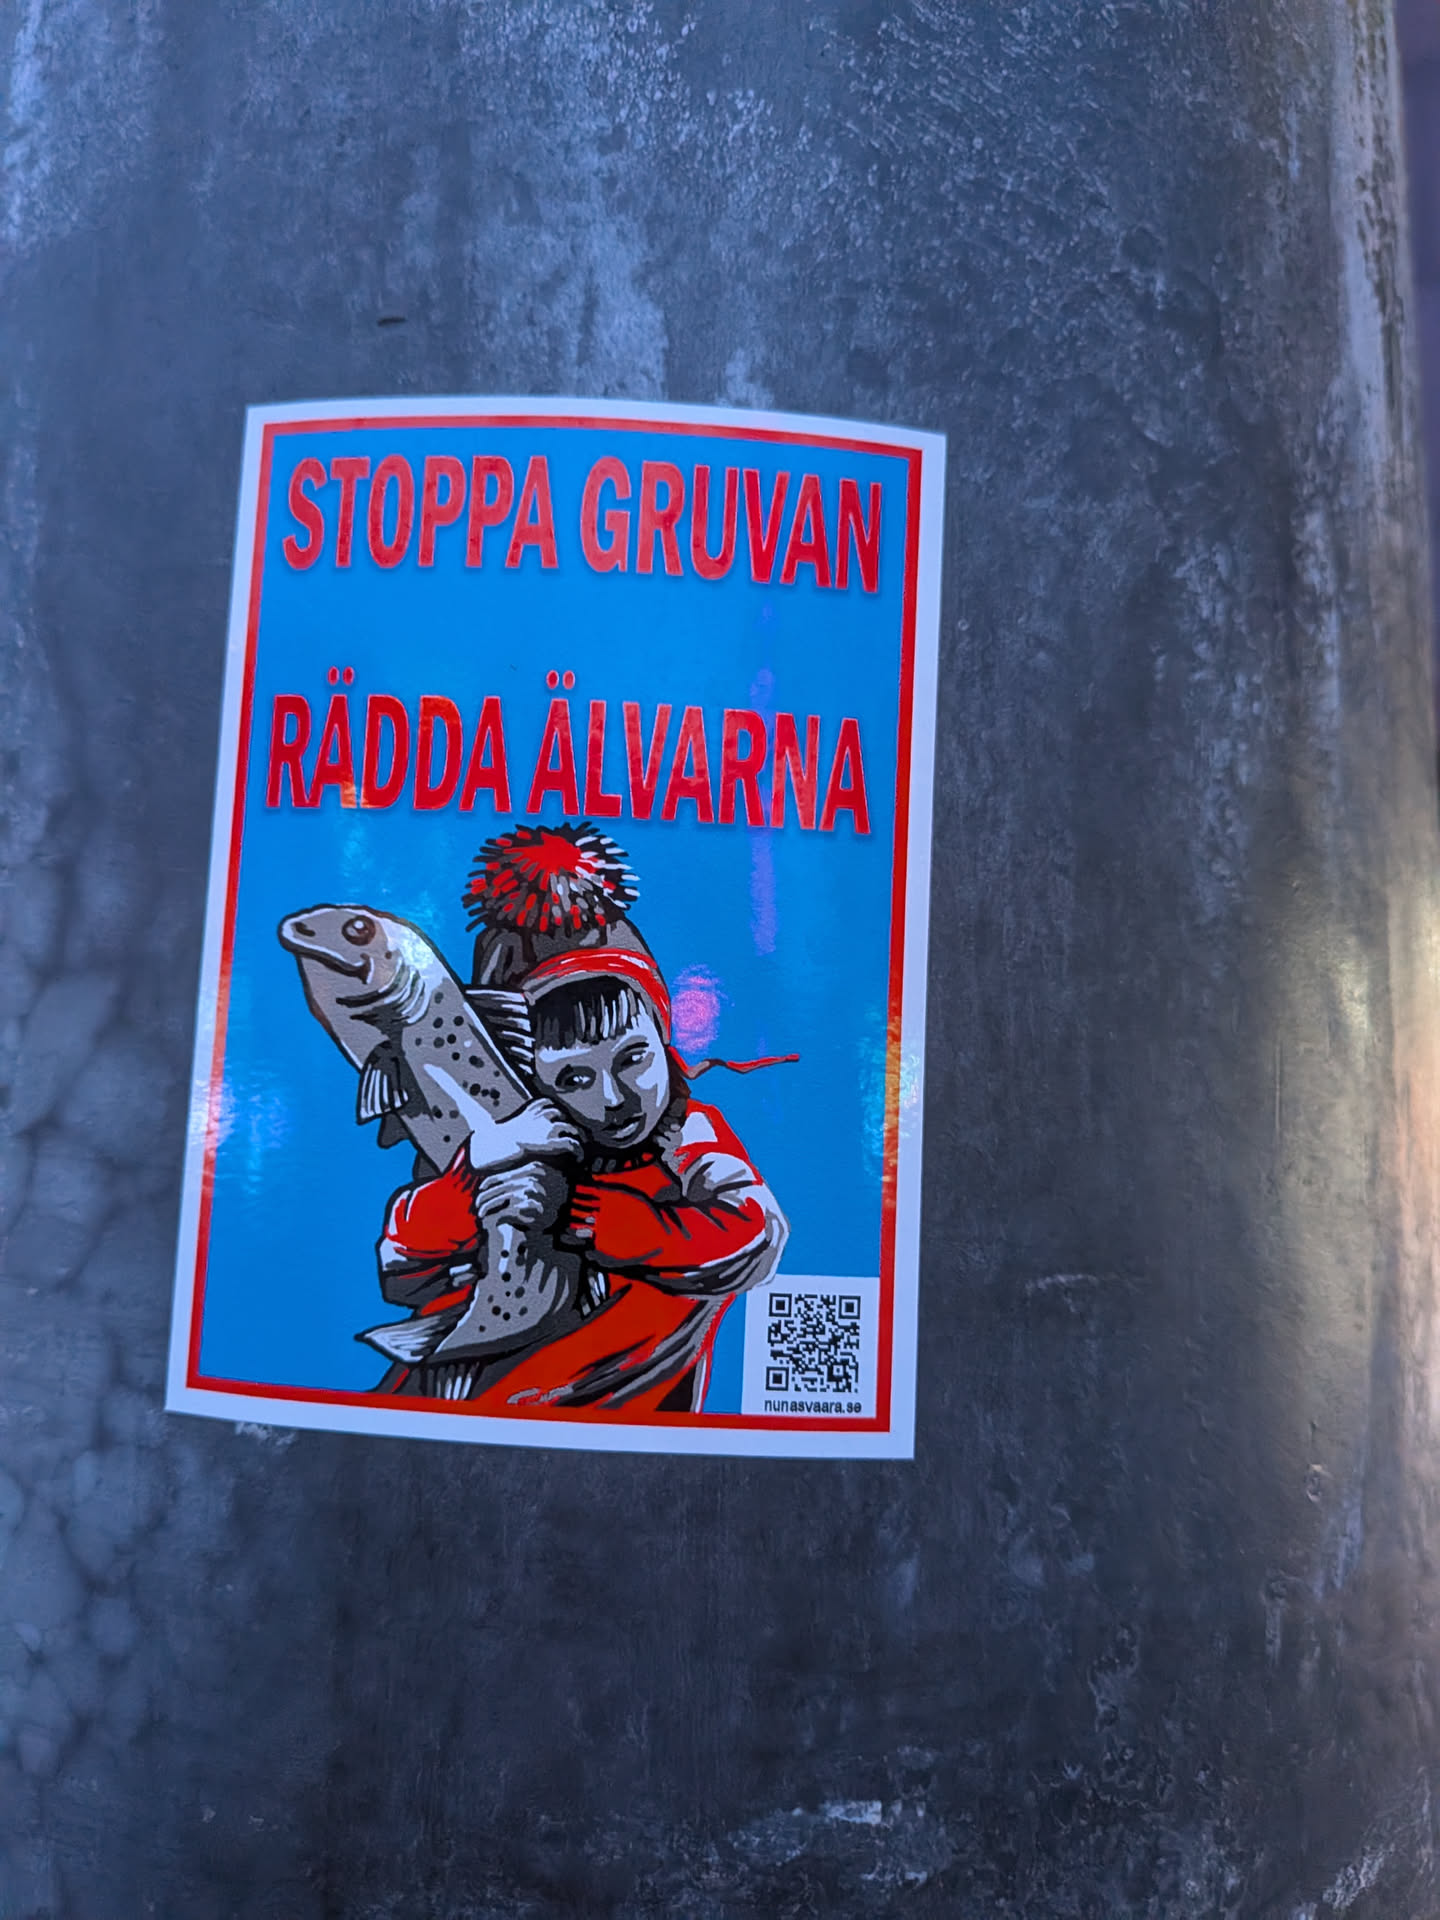 STOPPA GRUVAN
RÄDDA ÄLVARNA
nunasvaara.se